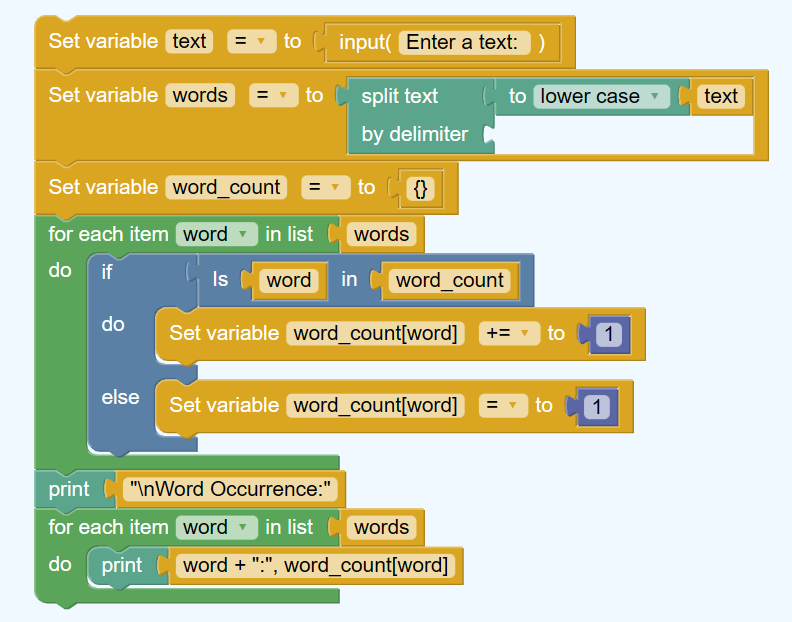 Set variable text = to input( Enter a text: )
Set variable words = to split text to lower case text
by delimiter
Set variable word_count = to {}
for each item word in list words
do if Is word in word_count
do Set variable word_count[word] += to 1
else Set variable word_count[word] = to 1
print "\nWord Occurrence:"
for each item word in list words
do print word + ":", word_count[word]